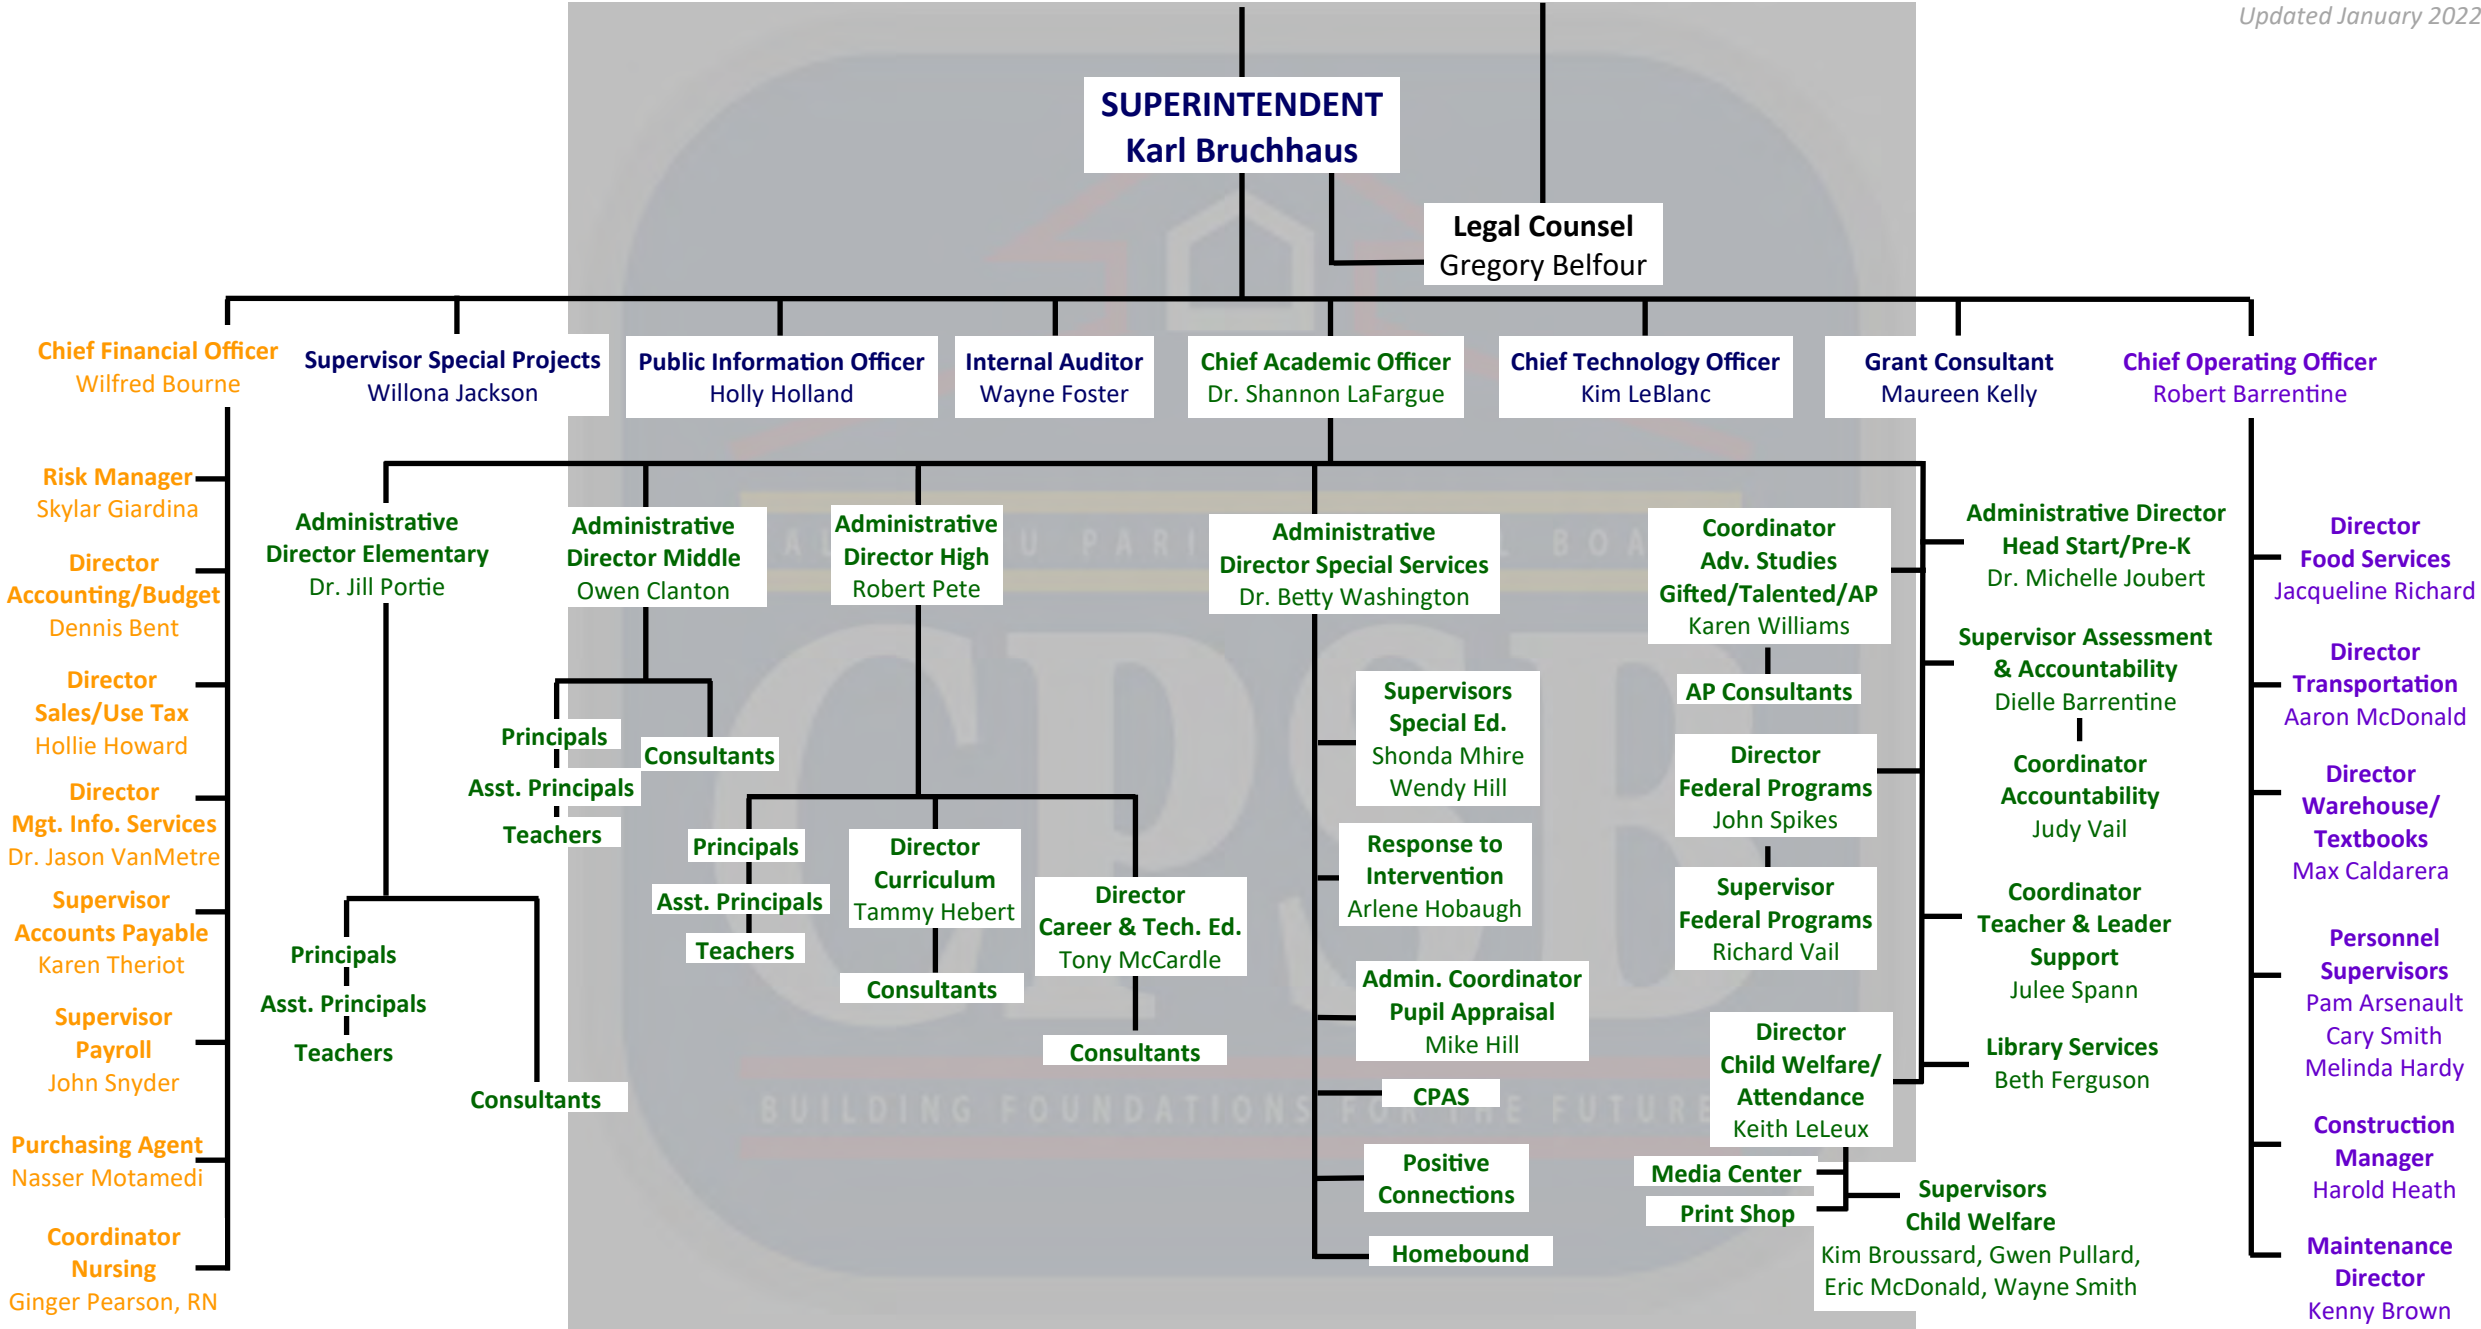 Updated January 2022
SUPERINTENDENT
Karl Bruchhaus
Legal Counsel
Gregory Belfour
Chief Financial Officer
Wilfred Bourne
Supervisor Special Projects
Willona Jackson
Public Information Officer
Holly Holland
Internal Auditor
Wayne Foster
Chief Academic Officer
Dr. Shannon LaFargue
Chief Technology Officer
Kim LeBlanc
Grant Consultant
Maureen Kelly
Chief Operating Officer
Robert Barrentine
Risk Manager
Skylar Giardina
Director
Accounting/Budget
Dennis Bent
Director
Sales/Use Tax
Hollie Howard
Director
Mgt. Info. Services
Dr. Jason VanMetre
Supervisor
Accounts Payable
Karen Theriot
Supervisor
Payroll
John Snyder
Purchasing Agent
Nasser Motamedi
Coordinator
Nursing
Ginger Pearson, RN
Administrative
Director Elementary
Dr. Jill Portie
Principals
Asst. Principals
Teachers
Consultants
Administrative
Director Middle
Owen Clanton
Principals
Asst. Principals
Teachers
Consultants
Administrative
Director High
Robert Pete
Principals
Asst. Principals
Teachers
Director
Curriculum
Tammy Hebert
Consultants
Director
Career & Tech. Ed.
Tony McCardle
Consultants
Administrative
Director Special Services
Dr. Betty Washington
Supervisors
Special Ed.
Shonda Mhire
Wendy Hill
Response to
Intervention
Arlene Hobaugh
Admin. Coordinator
Pupil Appraisal
Mike Hill
CPAS
Positive
Connections
Homebound
Coordinator
Adv. Studies
Gifted/Talented/AP
Karen Williams
AP Consultants
Director
Federal Programs
John Spikes
Supervisor
Federal Programs
Richard Vail
Director
Child Welfare/
Attendance
Keith LeLeux
Media Center
Print Shop
Supervisors
Child Welfare
Kim Broussard, Gwen Pullard,
Eric McDonald, Wayne Smith
Administrative Director
Head Start/Pre-K
Dr. Michelle Joubert
Supervisor Assessment
& Accountability
Dielle Barrentine
Coordinator
Accountability
Judy Vail
Coordinator
Teacher & Leader
Support
Julee Spann
Library Services
Beth Ferguson
Director
Food Services
Jacqueline Richard
Director
Transportation
Aaron McDonald
Director
Warehouse/
Textbooks
Max Caldarera
Personnel
Supervisors
Pam Arsenault
Cary Smith
Melinda Hardy
Construction
Manager
Harold Heath
Maintenance
Director
Kenny Brown
CPSB
BUILDING FOUNDATIONS FOR THE FUTURE